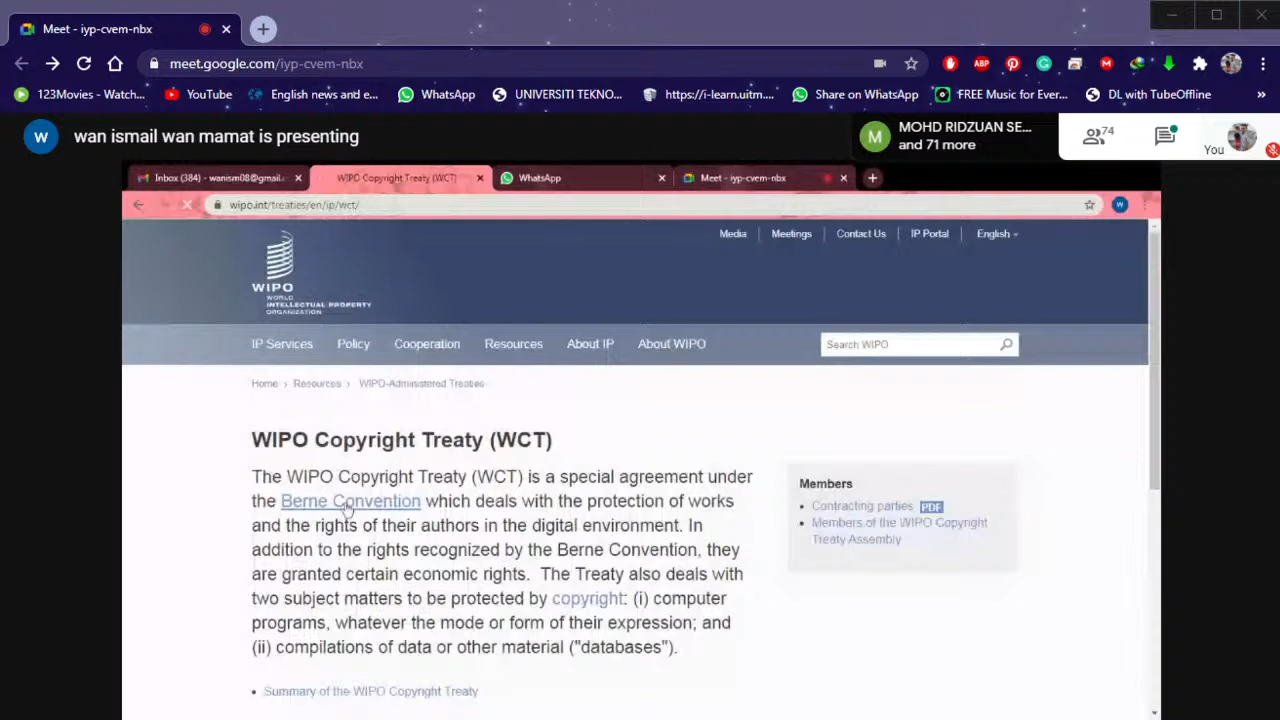 Meet - iyp-cvem-nbx
meet.google.com/iyp-cvem-nbx
123Movies - Watch... YouTube English news and e... WhatsApp UNIVERSITI TEKNO... https://i-learn.uitm.... Share on WhatsApp FREE Music for Ever... DL with TubeOffline »
W wan ismail wan mamat is presenting
M MOHD RIDZUAN SE...
and 71 more
74
You
Inbox (384) - wanism08@gmail. WIPO Copyright Treaty (WCT) WhatsApp Meet - iyp-cvem-nbx
wipo.int/treaties/en/ip/wct/
Media Meetings Contact Us IP Portal English
WIPO
WORLD
INTELLECTUAL PROPERTY
ORGANIZATION
IP Services Policy Cooperation Resources About IP About WIPO Search WIPO
Home › Resources › WIPO-Administered Treaties
WIPO Copyright Treaty (WCT)
The WIPO Copyright Treaty (WCT) is a special agreement under
the Berne Convention which deals with the protection of works
and the rights of their authors in the digital environment. In
addition to the rights recognized by the Berne Convention, they
are granted certain economic rights. The Treaty also deals with
two subject matters to be protected by copyright: (i) computer
programs, whatever the mode or form of their expression; and
(ii) compilations of data or other material ("databases").
• Summary of the WIPO Copyright Treaty
Members
• Contracting parties PDF
• Members of the WIPO Copyright
Treaty Assembly